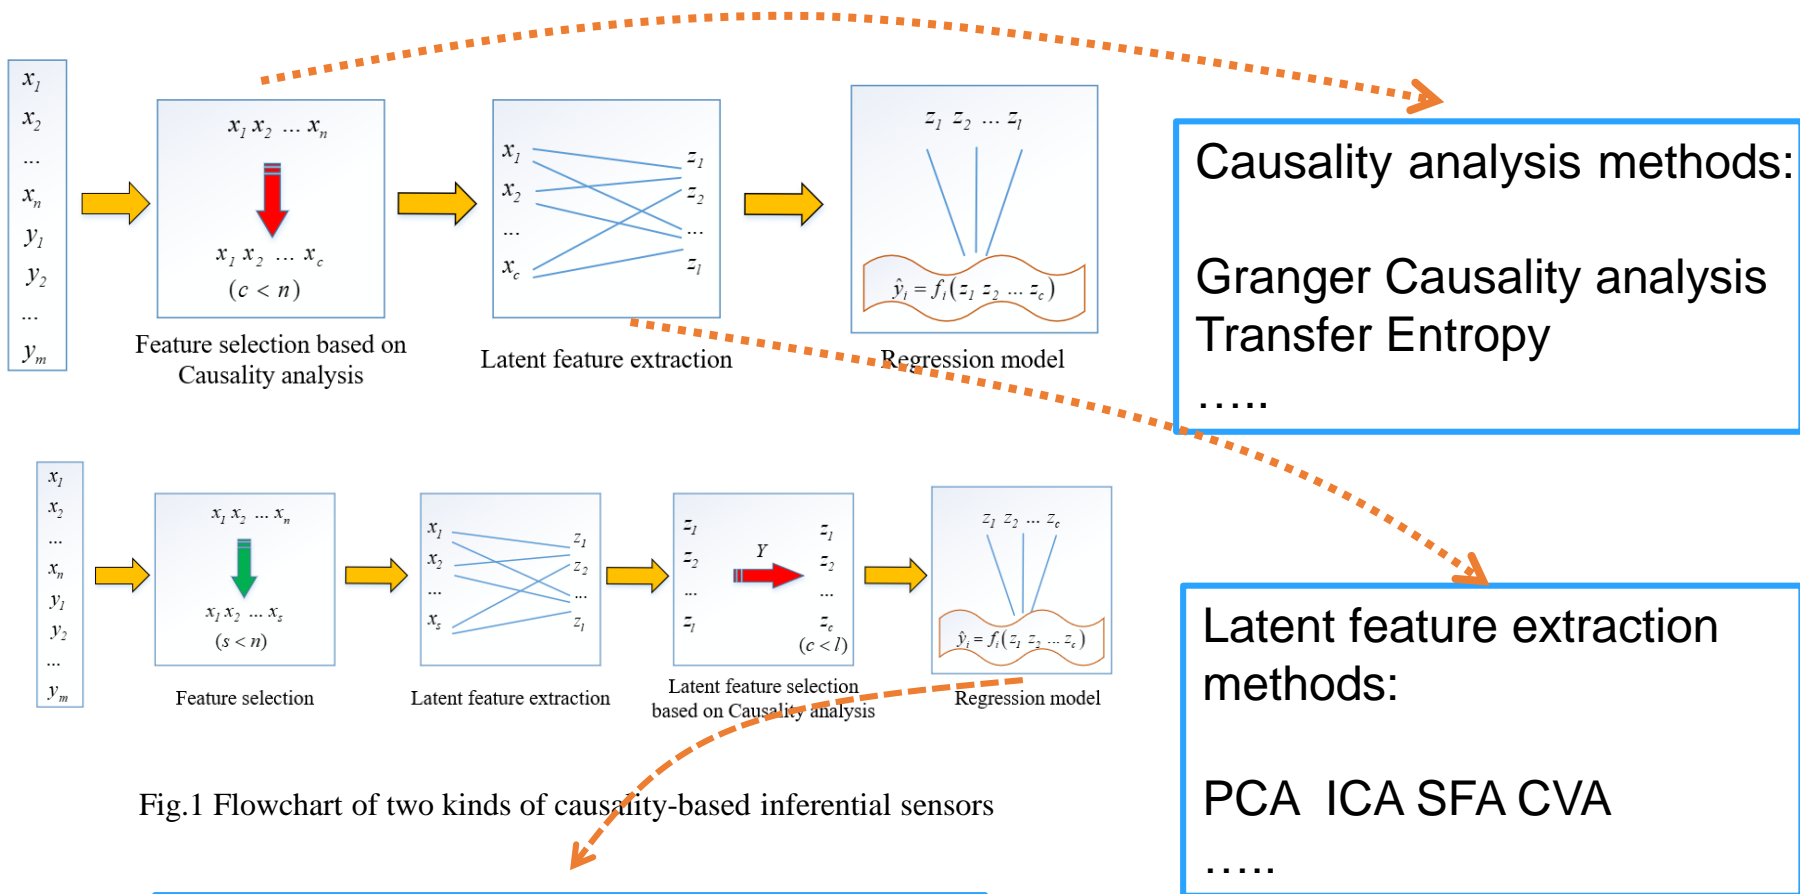 x1
x2
...
xn
y1
y2
...
ym
x1 x2 ... xn
x1 x2 ... xc
(c < n)
Feature selection based on
Causality analysis
x1
x2
...
xc
z1
z2
...
zl
Latent feature extraction
z1 z2 ... zl
ŷi = fi(z1 z2 ... zc)
Regression model
Causality analysis methods:
Granger Causality analysis
Transfer Entropy
…..
x1
x2
...
xn
y1
y2
...
ym
x1 x2 ... xn
x1 x2 ... xs
(s < n)
Feature selection
x1
x2
...
xs
z1
z2
...
zl
Latent feature extraction
z1
z2
...
zl
Y
z1
z2
...
zc
(c < l)
Latent feature selection
based on Causality analysis
z1 z2 ... zc
ŷi = fi(z1 z2 ... zc)
Regression model
Latent feature extraction
methods:
PCA ICA SFA CVA
…..
Fig.1 Flowchart of two kinds of causality-based inferential sensors